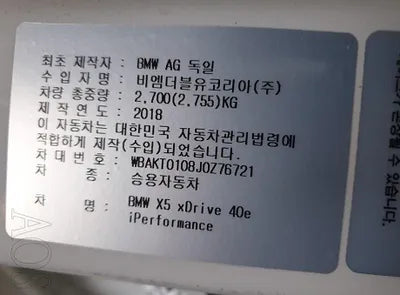 최초 제작자 : BMW AG 독일
수 입 자 명 : 비엠더블유코리아(주)
차량 총중량 : 2,700(2,755)KG
제 작 연 도 : 2018
이 자동차는 대한민국 자동차관리법령에
적합하게 제작(수입)되었습니다.
차 대 번 호 : WBAKT0108J0Z76721
차 종 : 승용자동차
차 명 : BMW X5 xDrive 40e
iPerformance